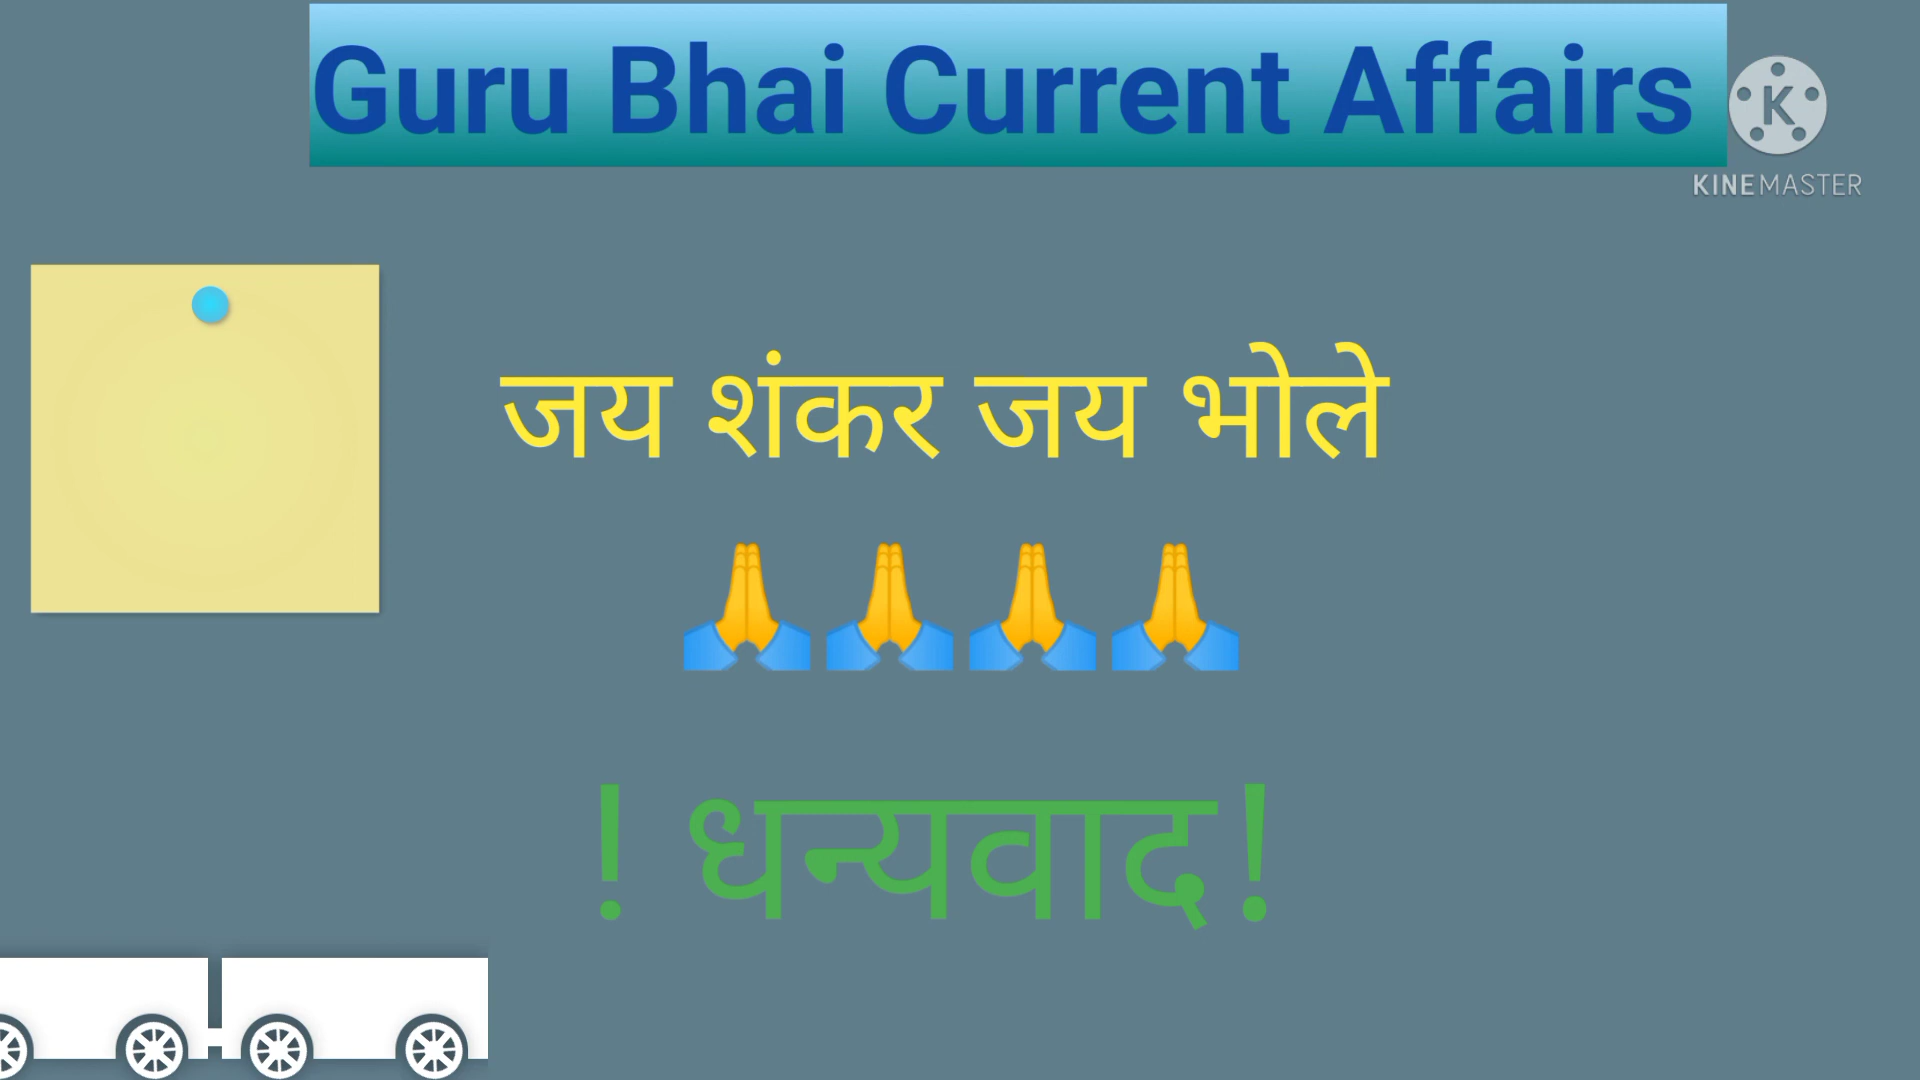 Guru Bhai Current Affairs
K
KINEMASTER
जय शंकर जय भोले
🙏🙏🙏🙏
! धन्यवाद!